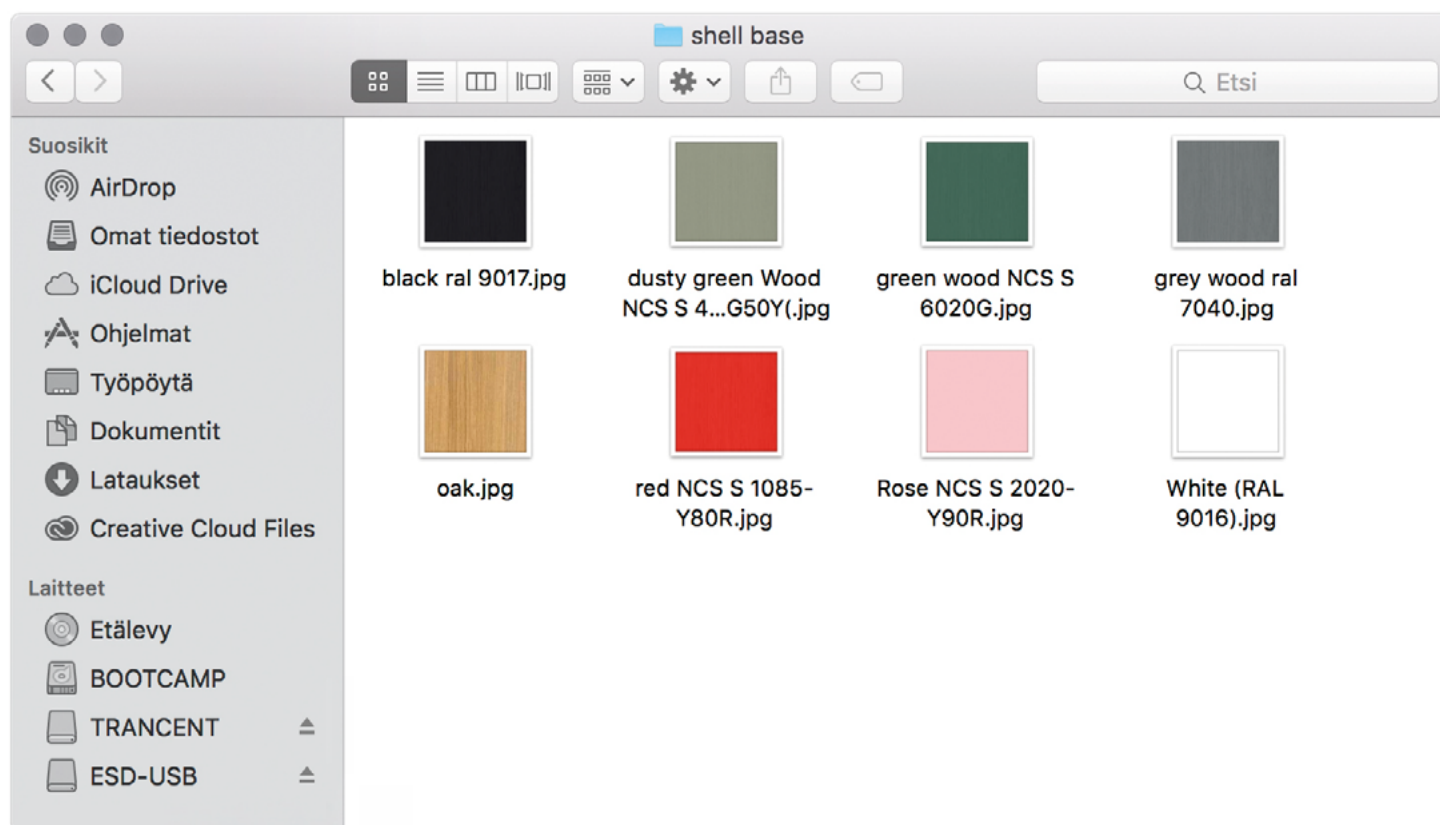 shell base
Etsi
Suosikit
AirDrop
Omat tiedostot
iCloud Drive
Ohjelmat
Työpöytä
Dokumentit
Lataukset
Creative Cloud Files
Laitteet
Etälevy
BOOTCAMP
TRANCENT
ESD-USB
black ral 9017.jpg
dusty green Wood
NCS S 4...G50Y(.jpg
green wood NCS S
6020G.jpg
grey wood ral
7040.jpg
oak.jpg
red NCS S 1085-
Y80R.jpg
Rose NCS S 2020-
Y90R.jpg
White (RAL
9016).jpg